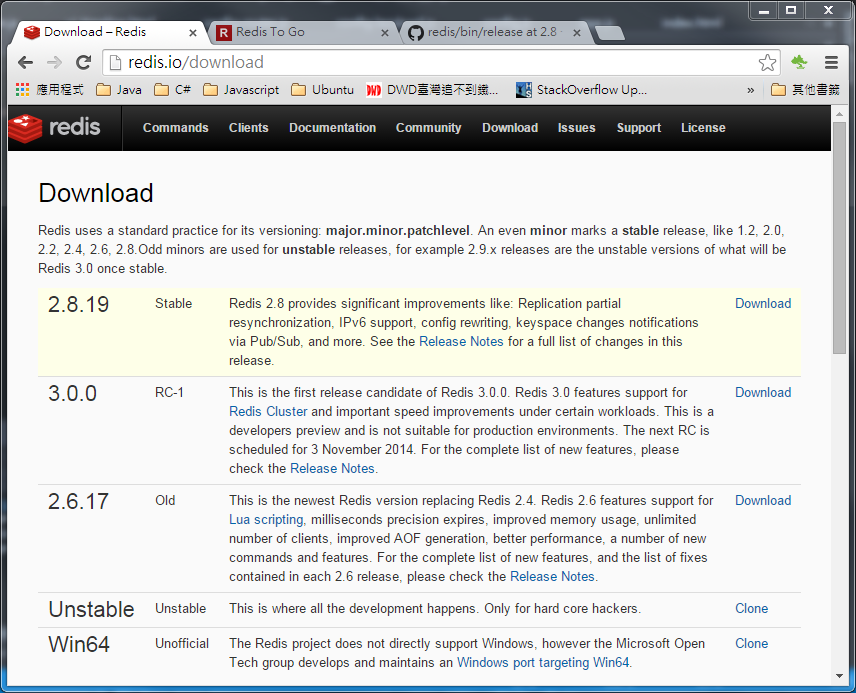 Download – Redis
Redis To Go
redis/bin/release at 2.8 ·
redis.io/download
應用程式
Java
C#
Javascript
Ubuntu
DWD臺灣追不到鐵...
StackOverflow Up...
»
其他書籤
redis
Commands
Clients
Documentation
Community
Download
Issues
Support
License
Download
Redis uses a standard practice for its versioning: major.minor.patchlevel. An even minor marks a stable release, like 1.2, 2.0,
2.2, 2.4, 2.6, 2.8.Odd minors are used for unstable releases, for example 2.9.x releases are the unstable versions of what will be
Redis 3.0 once stable.
2.8.19 Stable Redis 2.8 provides significant improvements like: Replication partial Download
resynchronization, IPv6 support, config rewriting, keyspace changes notifications
via Pub/Sub, and more. See the Release Notes for a full list of changes in this
release.
3.0.0 RC-1 This is the first release candidate of Redis 3.0.0. Redis 3.0 features support for Download
Redis Cluster and important speed improvements under certain workloads. This is a
developers preview and is not suitable for production environments. The next RC is
scheduled for 3 November 2014. For the complete list of new features, please
check the Release Notes.
2.6.17 Old This is the newest Redis version replacing Redis 2.4. Redis 2.6 features support for Download
Lua scripting, milliseconds precision expires, improved memory usage, unlimited
number of clients, improved AOF generation, better performance, a number of new
commands and features. For the complete list of new features, and the list of fixes
contained in each 2.6 release, please check the Release Notes.
Unstable Unstable This is where all the development happens. Only for hard core hackers. Clone
Win64 Unofficial The Redis project does not directly support Windows, however the Microsoft Open Clone
Tech group develops and maintains an Windows port targeting Win64.